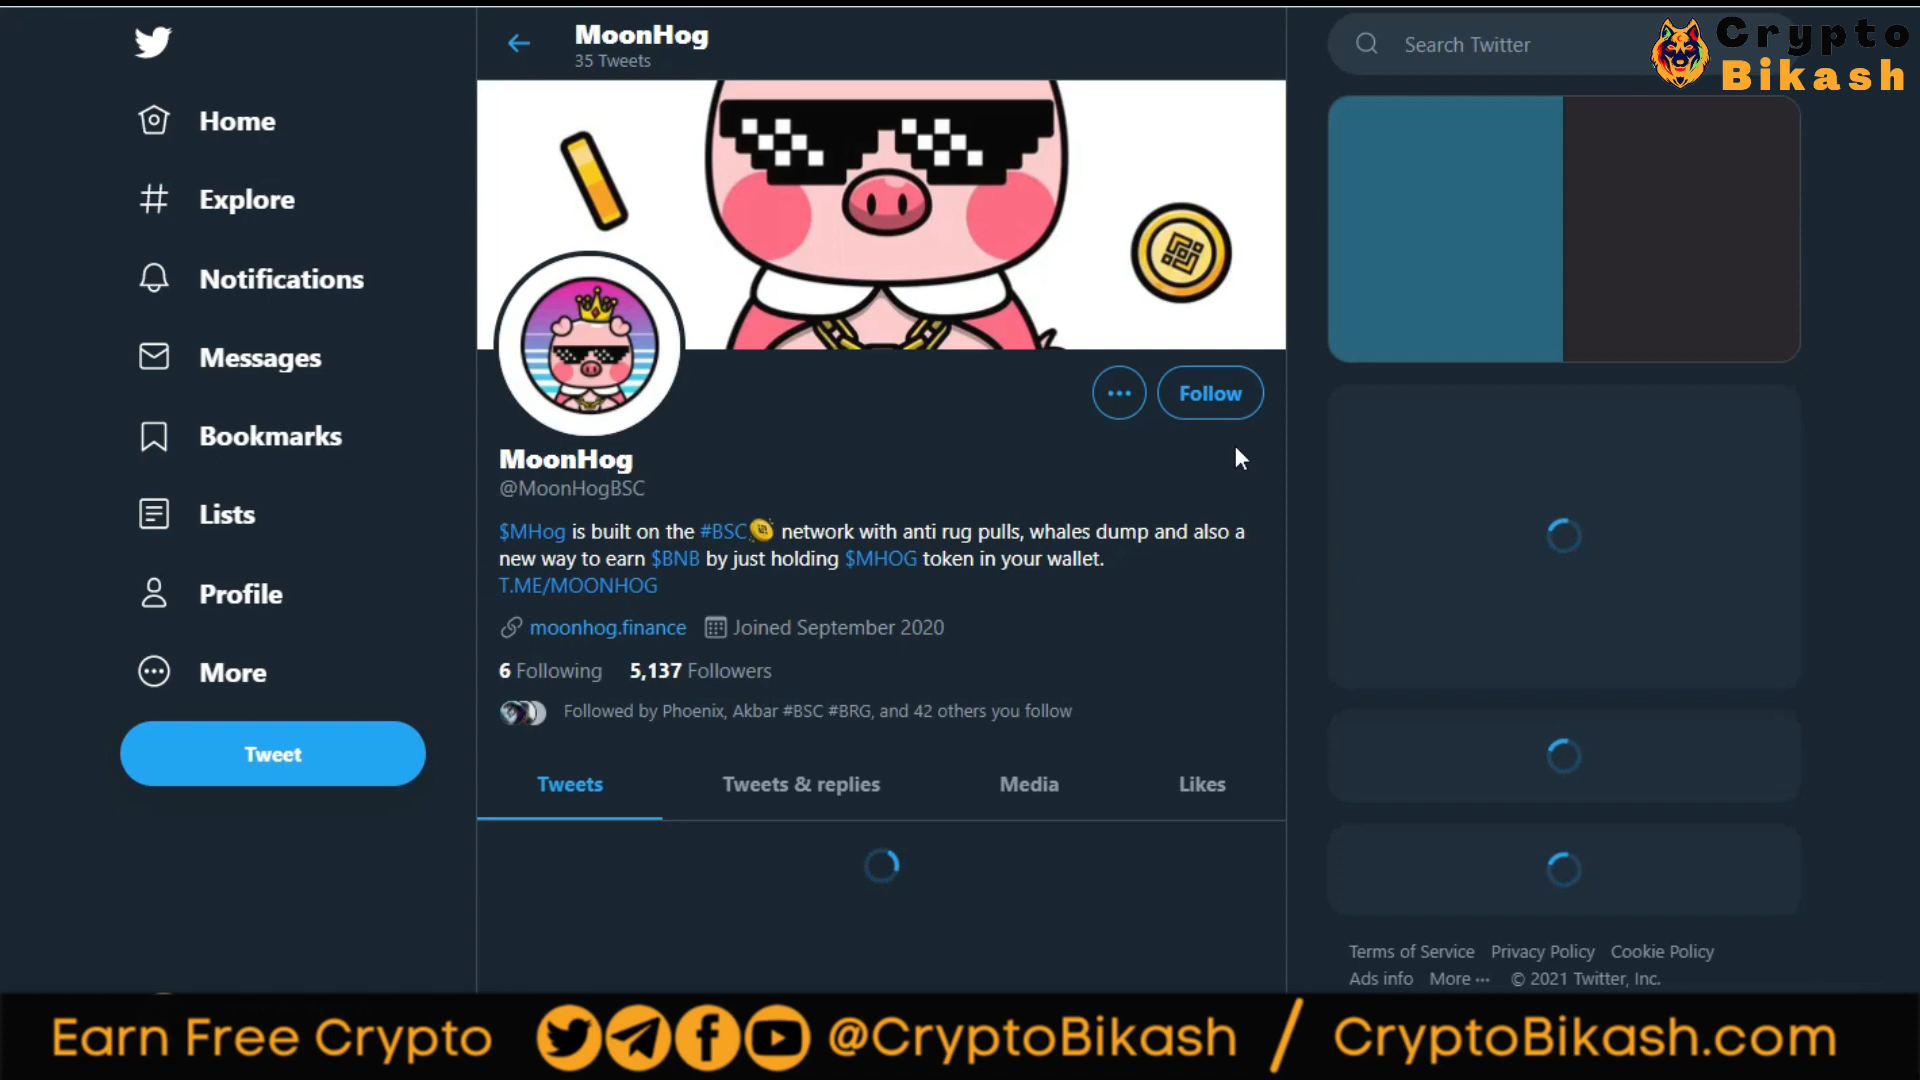 MoonHog
35 Tweets
Search Twitter
Crypto
Bikash
Home
Explore
Notifications
Messages
Bookmarks
Lists
Profile
More
Tweet
Follow
MoonHog
@MoonHogBSC
$MHog is built on the #BSC network with anti rug pulls, whales dump and also a
new way to earn $BNB by just holding $MHOG token in your wallet.
T.ME/MOONHOG
moonhog.finance Joined September 2020
6 Following 5,137 Followers
Followed by Phoenix, Akbar #BSC #BRG, and 42 others you follow
Tweets Tweets & replies Media Likes
Terms of Service Privacy Policy Cookie Policy
Ads info More ··· © 2021 Twitter, Inc.
Earn Free Crypto @CryptoBikash / CryptoBikash.com